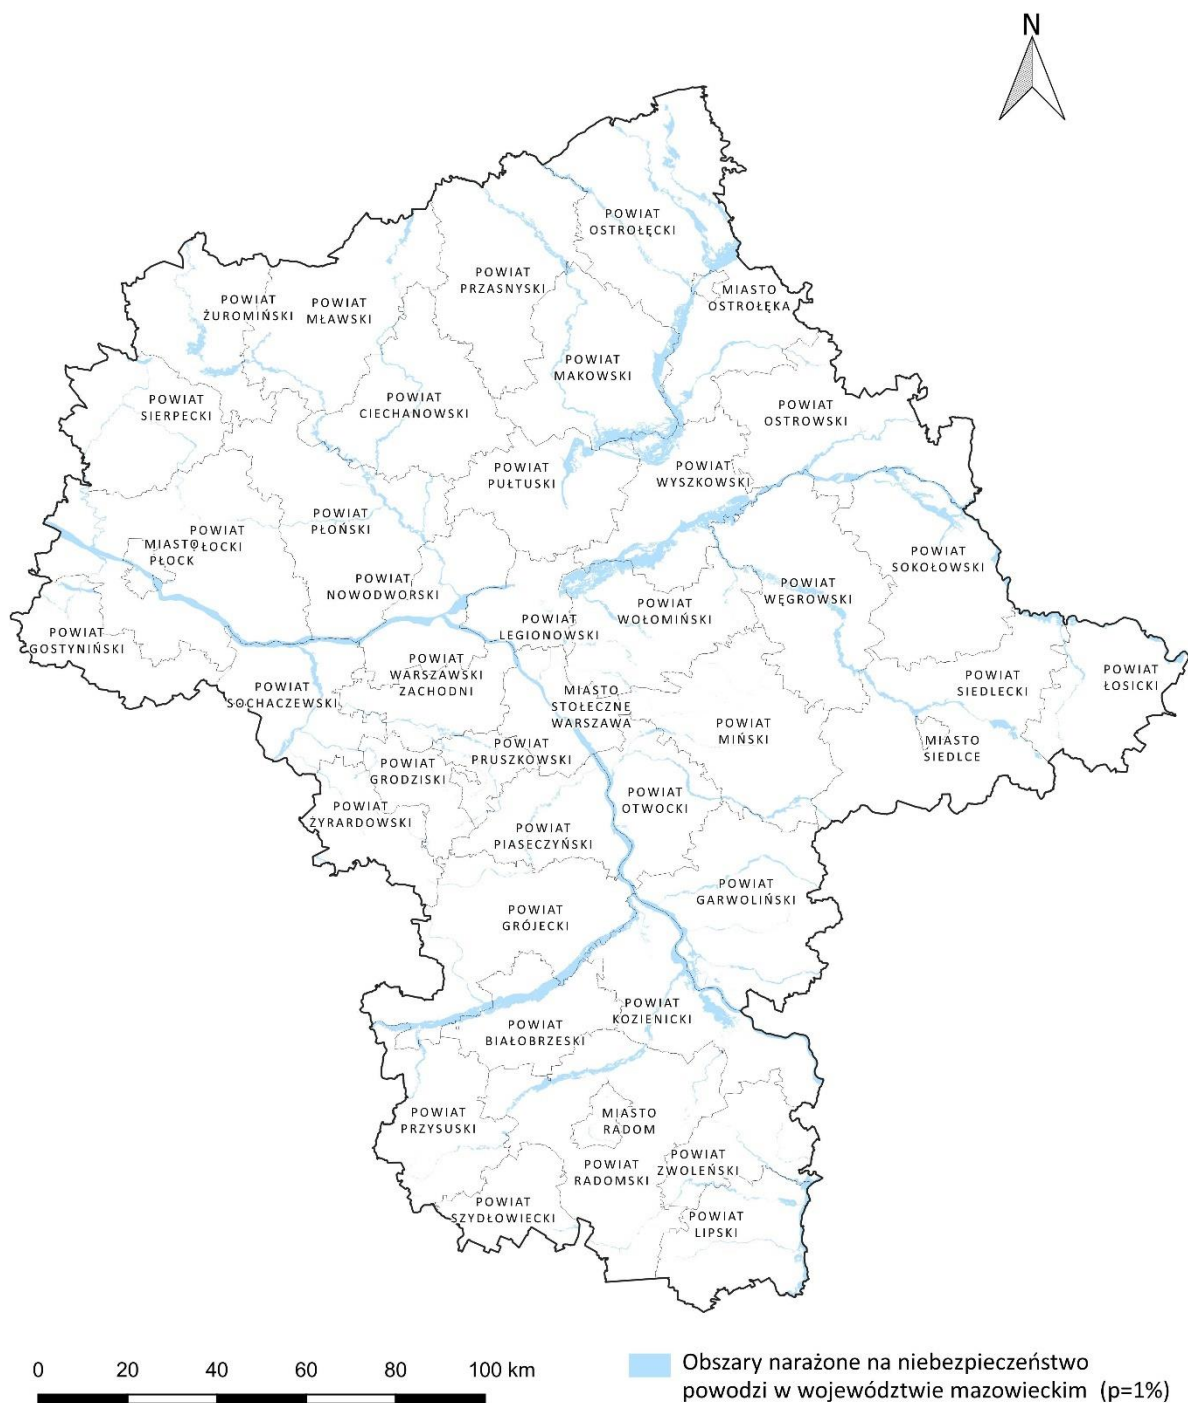 N
POWIAT
OSTROŁĘCKI
POWIAT
PRZASNYSKI
MIASTO
OSTROŁĘKA
POWIAT
ŻUROMIŃSKI
POWIAT
MŁAWSKI
POWIAT
MAKOWSKI
POWIAT
SIERPECKI
POWIAT
CIECHANOWSKI
POWIAT
OSTROWSKI
POWIAT
PUŁTUSKI
POWIAT
WYSZKOWSKI
POWIAT
PŁOŃSKI
POWIAT
PŁOCKI
MIASTO
PŁOCK
POWIAT
SOKOŁOWSKI
POWIAT
NOWODWORSKI
POWIAT
WĘGROWSKI
POWIAT
WOŁOMIŃSKI
POWIAT
LEGIONOWSKI
POWIAT
GOSTYNIŃSKI
POWIAT
WARSZAWSKI
ZACHODNI
POWIAT
SOCHACZEWSKI
MIASTO
STOŁECZNE
WARSZAWA
POWIAT
SIEDLECKI
POWIAT
ŁOSICKI
POWIAT
MIŃSKI
MIASTO
SIEDLCE
POWIAT
PRUSZKOWSKI
POWIAT
GRODZISKI
POWIAT
OTWOCKI
POWIAT
ŻYRARDOWSKI
POWIAT
PIASECZYŃSKI
POWIAT
GARWOLIŃSKI
POWIAT
GRÓJECKI
POWIAT
KOZIENICKI
POWIAT
BIAŁOBRZESKI
POWIAT
PRZYSUSKI
MIASTO
RADOM
POWIAT
ZWOLEŃSKI
POWIAT
RADOMSKI
POWIAT
SZYDŁOWIECKI
POWIAT
LIPSKI
0 20 40 60 80 100 km
Obszary narażone na niebezpieczeństwo
powodzi w województwie mazowieckim (p=1%)